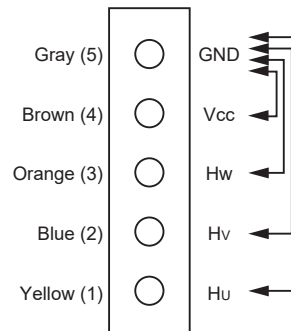 Gray (5) GND
Brown (4) Vcc
Orange (3) Hw
Blue (2) Hv
Yellow (1) Hu